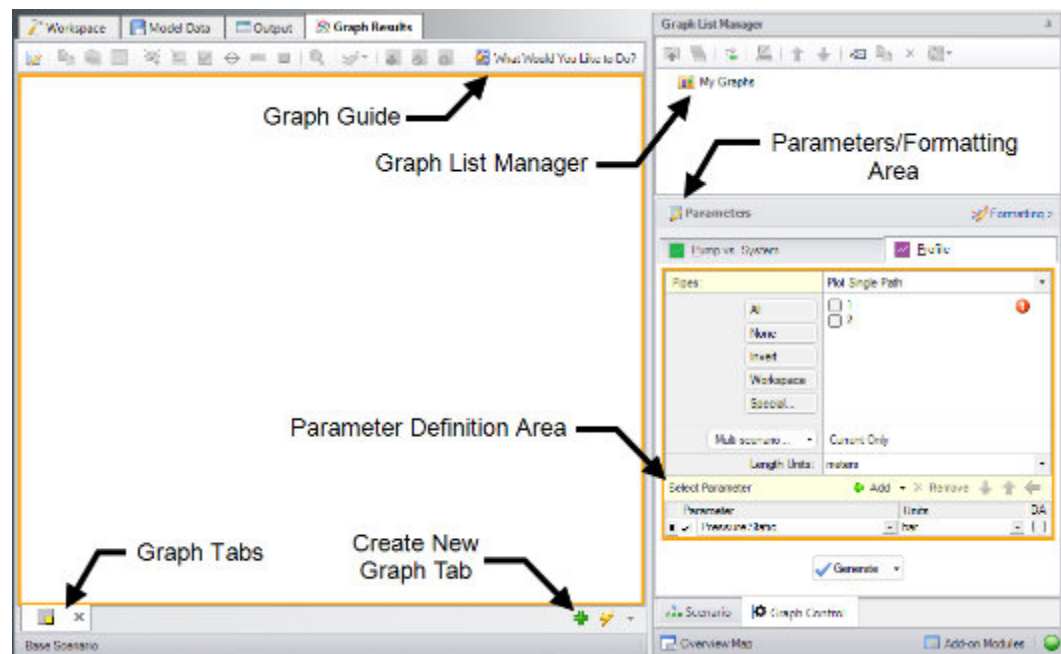 Workspace Model Data Output Graph Results
What Would You Like to Do?
Graph List Manager
My Graphs
Graph Guide
Graph List Manager
Parameters/Formatting
Area
Parameters Formatting >
Pump vs. System Profile
Pipes: Plot Single Path
All
None
Invert
Workspace
Special...
1
2
Multi-scenario... Current Only
Length Units: meters
Parameter Definition Area
Select Parameter Add Remove
Parameter Units DA
Pressure Static bar
Generate
Graph Tabs
Create New
Graph Tab
Scenario Graph Control
Base Scenario
Overview Map Add-on Modules